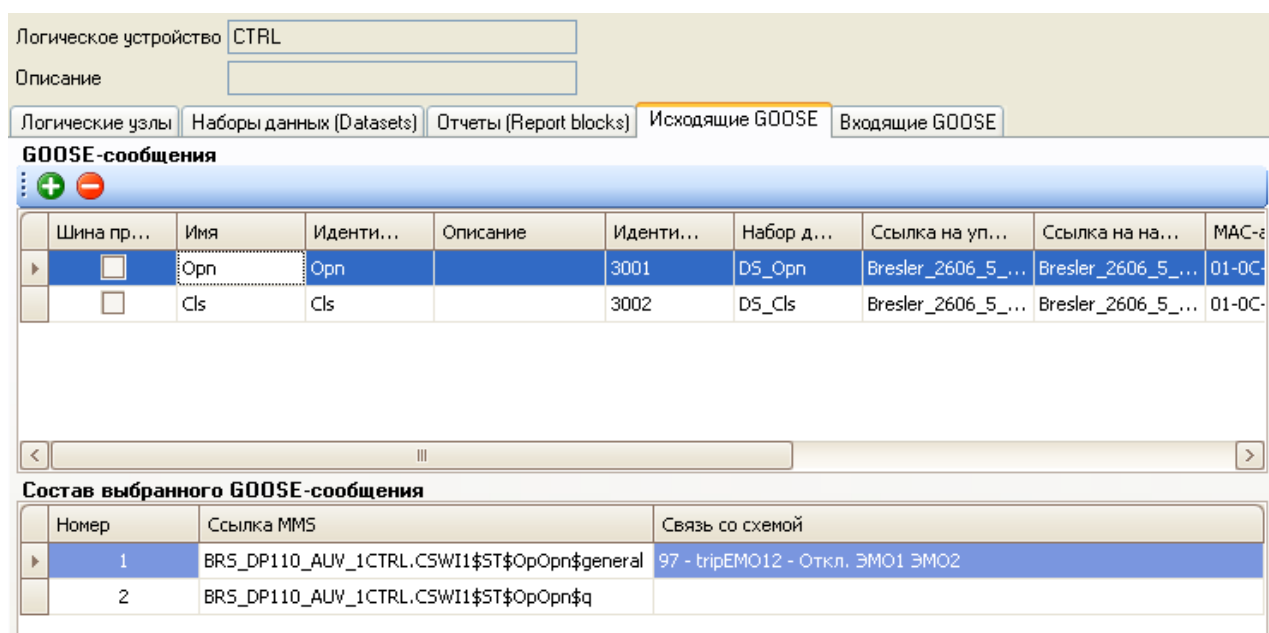 Логическое устройство CTRL
Описание
Логические узлы Наборы данных (Datasets) Отчеты (Report blocks) Исходящие GOOSE Входящие GOOSE
GOOSE-сообщения
Шина пр... Имя Иденти... Описание Иденти... Набор д... Ссылка на уп... Ссылка на на... MAC-а
Opn Opn 3001 DS_Opn Bresler_2606_5_... Bresler_2606_5_... 01-0C-
Cls Cls 3002 DS_Cls Bresler_2606_5_... Bresler_2606_5_... 01-0C-
Состав выбранного GOOSE-сообщения
Номер Ссылка MMS Связь со схемой
1 BRS_DP110_AUV_1CTRL.CSWI1$ST$OpOpn$general 97 - tripEMO12 - Откл. ЭМО1 ЭМО2
2 BRS_DP110_AUV_1CTRL.CSWI1$ST$OpOpn$q